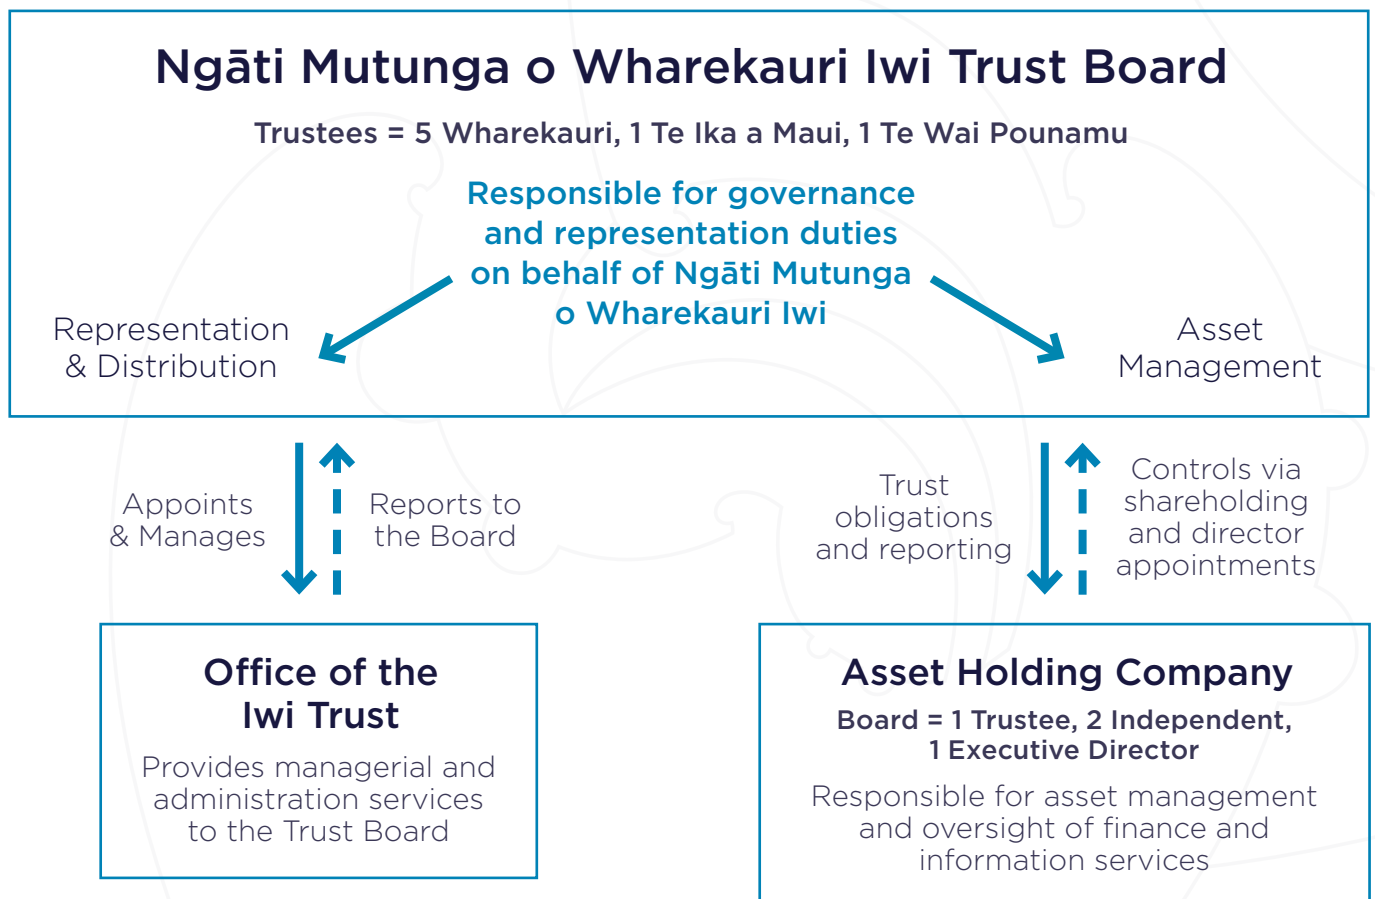 Ngāti Mutunga o Wharekauri Iwi Trust Board
Trustees = 5 Wharekauri, 1 Te Ika a Maui, 1 Te Wai Pounamu
Responsible for governance
and representation duties
on behalf of Ngāti Mutunga
o Wharekauri Iwi
Representation
& Distribution
Asset
Management
Appoints
& Manages
Reports to
the Board
Trust
obligations
and reporting
Controls via
shareholding
and director
appointments
Office of the
Iwi Trust
Provides managerial and
administration services
to the Trust Board
Asset Holding Company
Board = 1 Trustee, 2 Independent,
1 Executive Director
Responsible for asset management
and oversight of finance and
information services